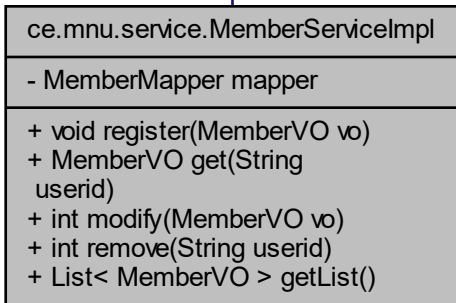 ce.mnu.service.MemberServiceImpl
- MemberMapper mapper
+ void register(MemberVO vo)
+ MemberVO get(String
userid)
+ int modify(MemberVO vo)
+ int remove(String userid)
+ List< MemberVO > getList()